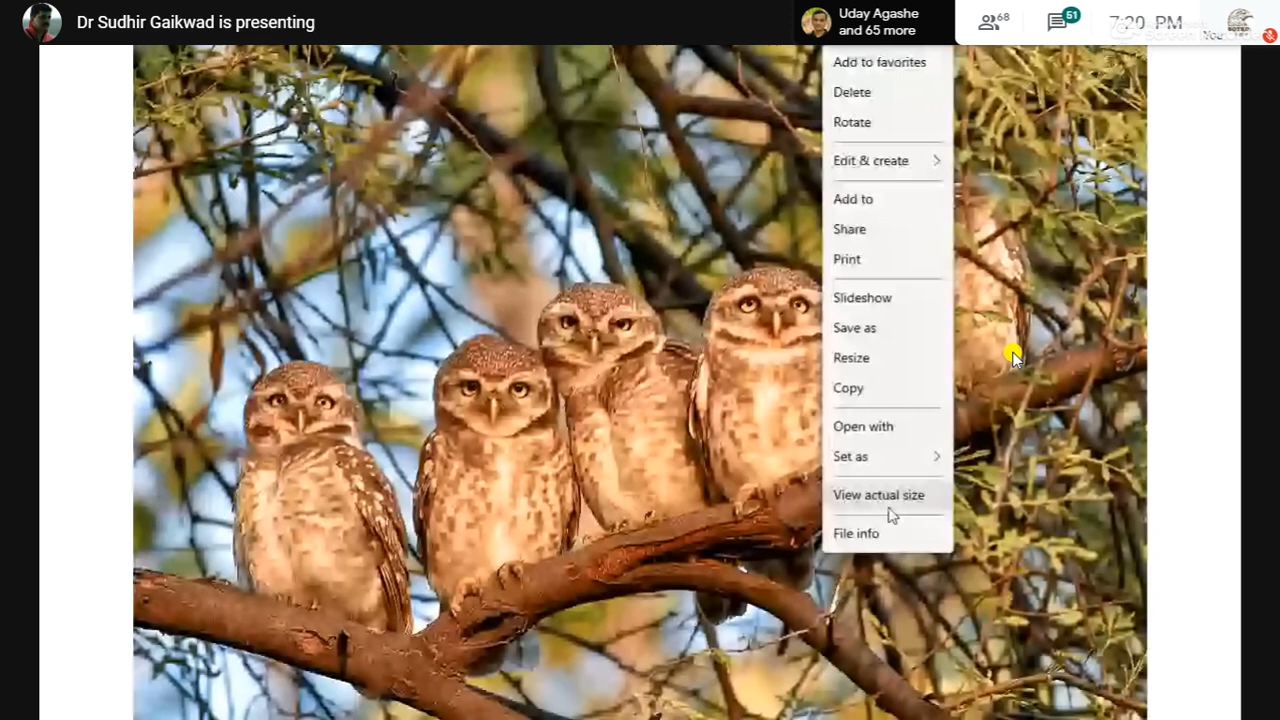 Dr Sudhir Gaikwad is presenting
Uday Agashe
and 65 more
68
51
7:20 PM
You
Add to favorites
Delete
Rotate
Edit & create
Add to
Share
Print
Slideshow
Save as
Resize
Copy
Open with
Set as
View actual size
File info